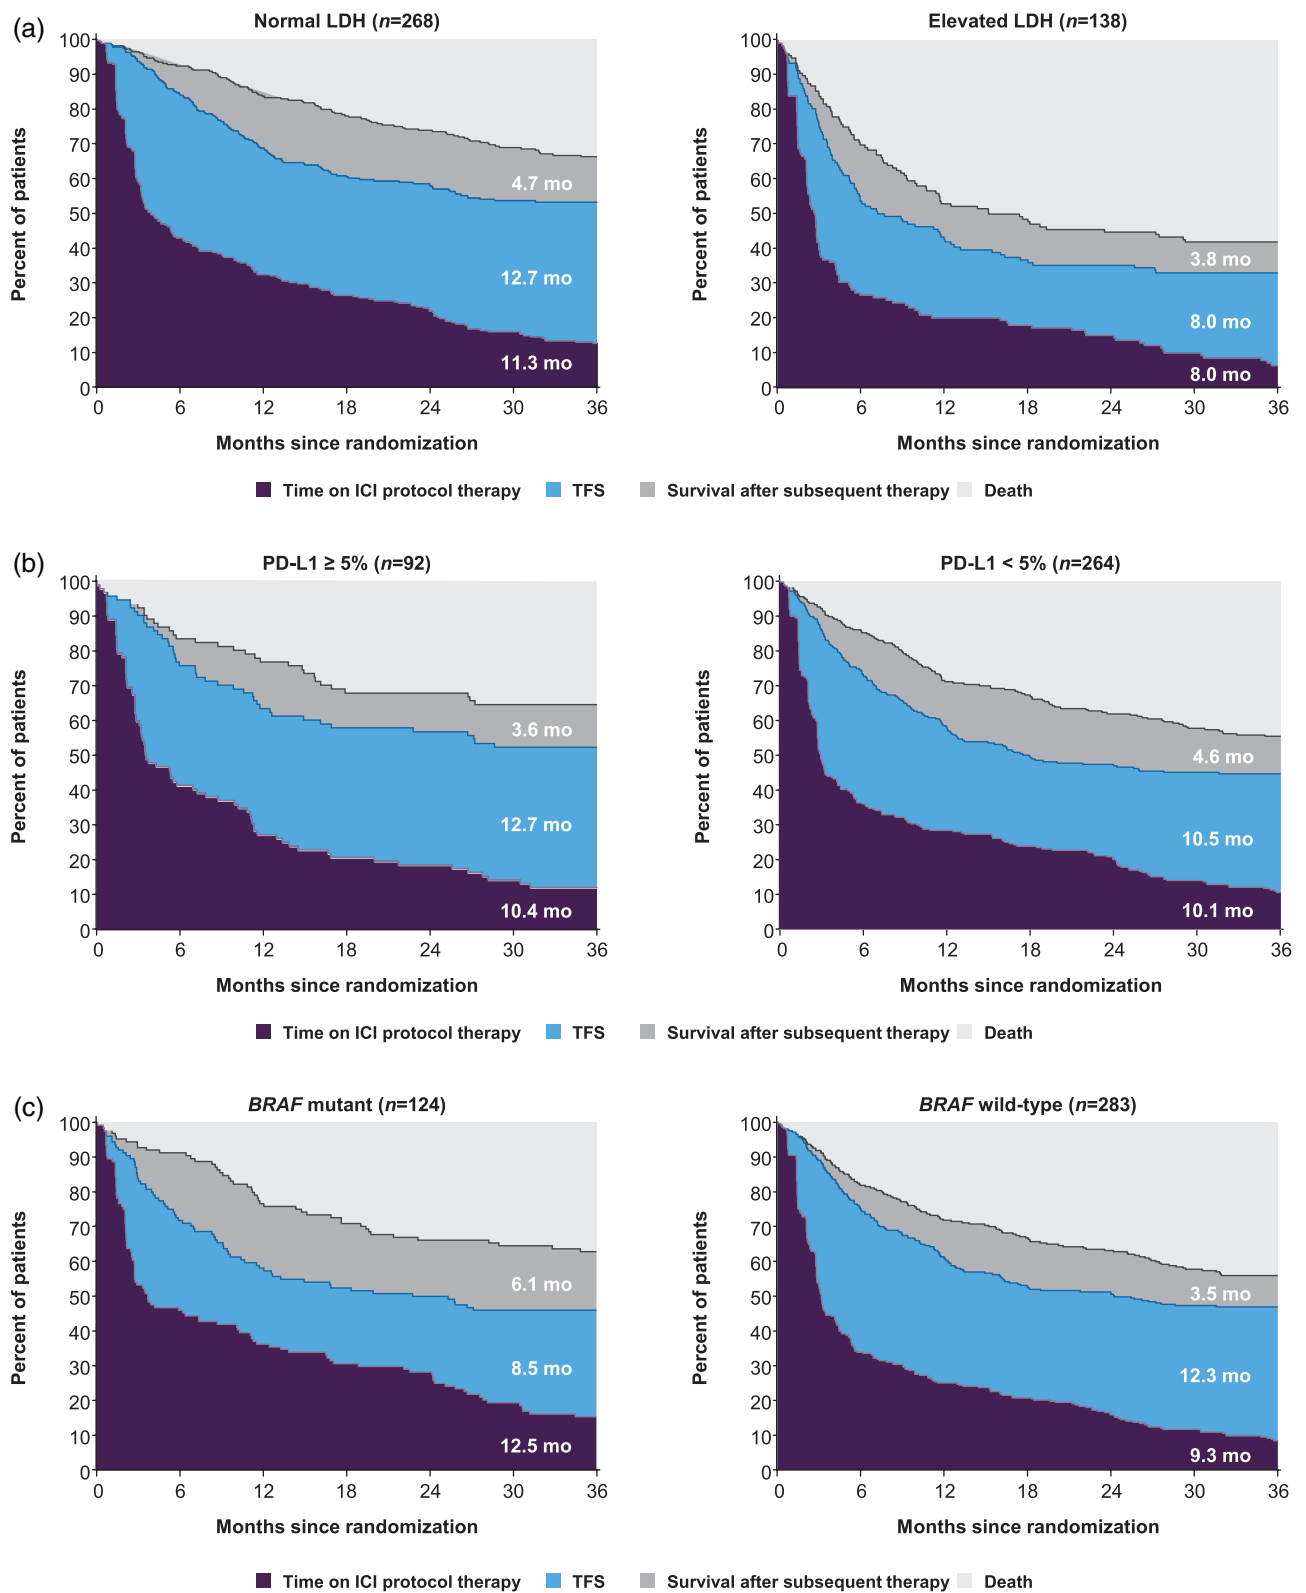 (a)
Normal LDH (n=268)
Elevated LDH (n=138)
Percent of patients
100
90
80
70
60
50
40
30
20
10
0
4.7 mo
12.7 mo
11.3 mo
0 6 12 18 24 30 36
Months since randomization
Percent of patients
100
90
80
70
60
50
40
30
20
10
0
3.8 mo
8.0 mo
8.0 mo
0 6 12 18 24 30 36
Months since randomization
Time on ICI protocol therapy TFS Survival after subsequent therapy Death
(b)
PD-L1 ≥ 5% (n=92)
PD-L1 < 5% (n=264)
Percent of patients
100
90
80
70
60
50
40
30
20
10
0
3.6 mo
12.7 mo
10.4 mo
0 6 12 18 24 30 36
Months since randomization
Percent of patients
100
90
80
70
60
50
40
30
20
10
0
4.6 mo
10.5 mo
10.1 mo
0 6 12 18 24 30 36
Months since randomization
Time on ICI protocol therapy TFS Survival after subsequent therapy Death
(c)
BRAF mutant (n=124)
BRAF wild-type (n=283)
Percent of patients
100
90
80
70
60
50
40
30
20
10
0
6.1 mo
8.5 mo
12.5 mo
0 6 12 18 24 30 36
Months since randomization
Percent of patients
100
90
80
70
60
50
40
30
20
10
0
3.5 mo
12.3 mo
9.3 mo
0 6 12 18 24 30 36
Months since randomization
Time on ICI protocol therapy TFS Survival after subsequent therapy Death